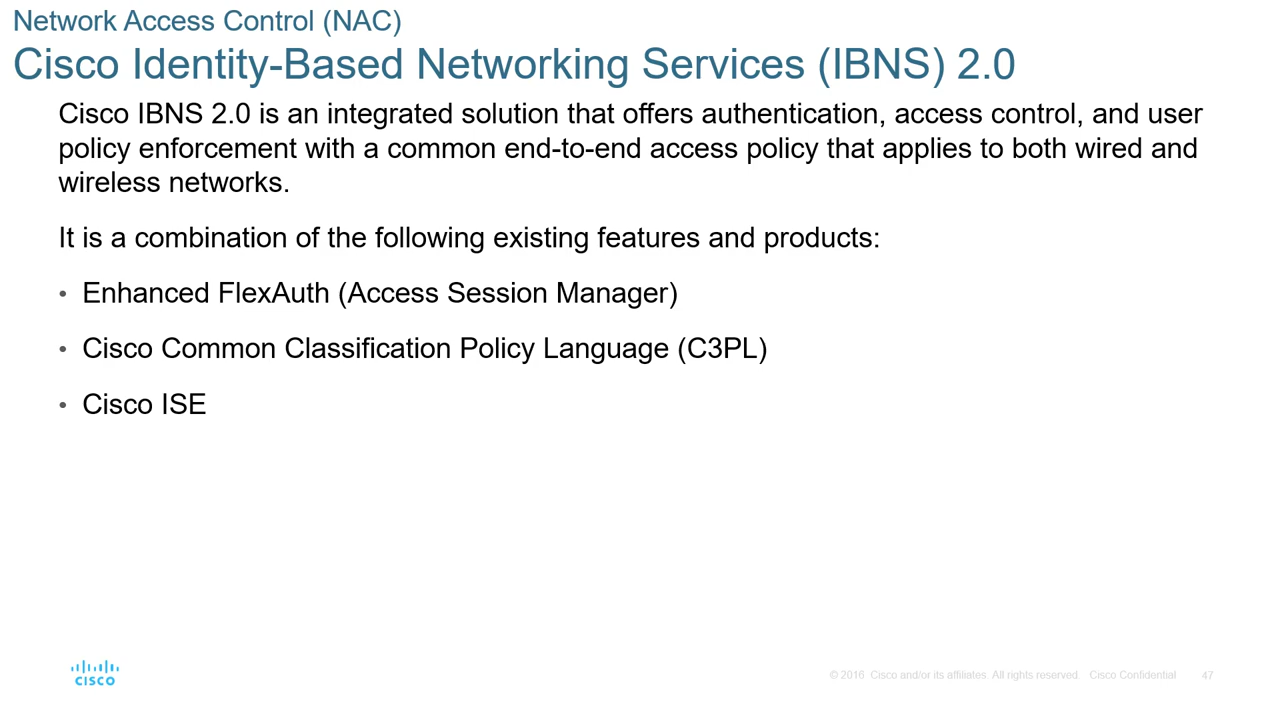 Network Access Control (NAC)
Cisco Identity-Based Networking Services (IBNS) 2.0
Cisco IBNS 2.0 is an integrated solution that offers authentication, access control, and user
policy enforcement with a common end-to-end access policy that applies to both wired and
wireless networks.
It is a combination of the following existing features and products:
• Enhanced FlexAuth (Access Session Manager)
• Cisco Common Classification Policy Language (C3PL)
• Cisco ISE
CISCO
© 2016 Cisco and/or its affiliates. All rights reserved. Cisco Confidential 47